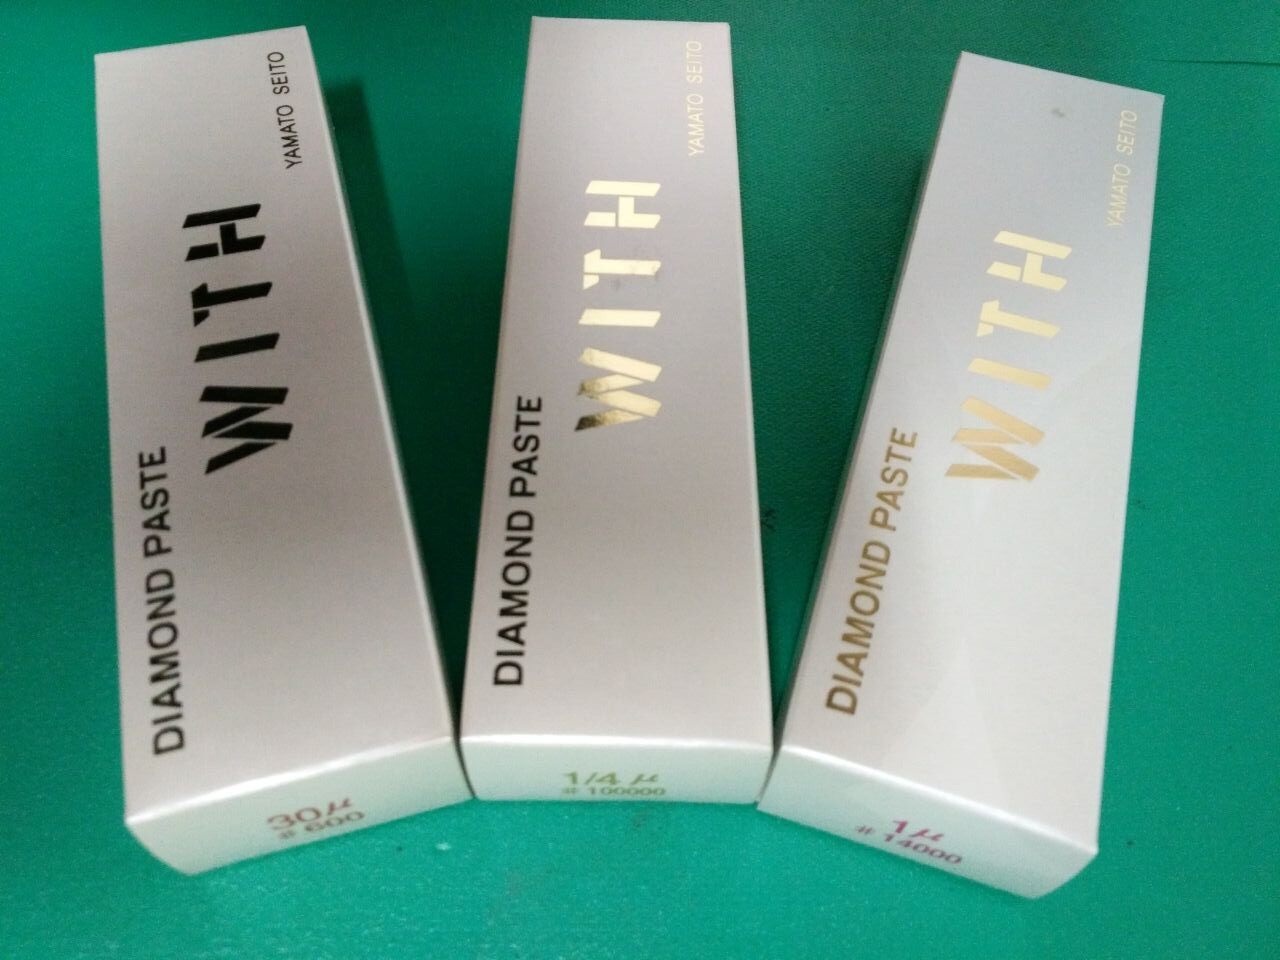 YAMATO SEITO
WITH
DIAMOND PASTE
30μ
# 600
YAMATO SEITO
WITH
DIAMOND PASTE
1/4 μ
# 100000
YAMATO SEITO
WITH
DIAMOND PASTE
1μ
# 14000